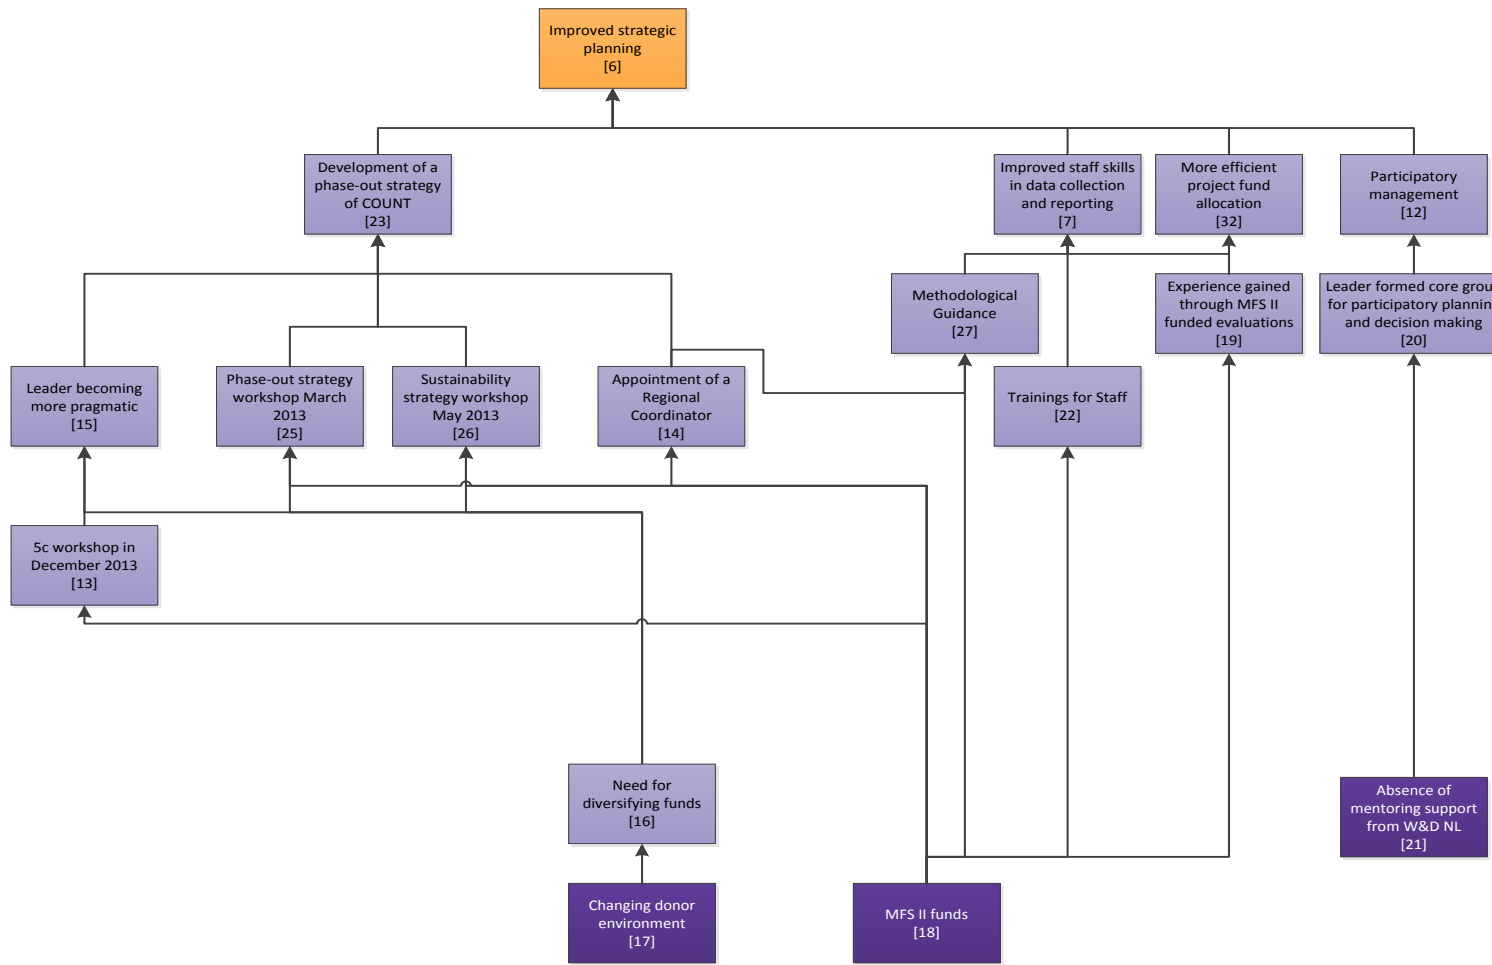 Improved strategic
planning
[6]
Development of a
phase-out strategy
of COUNT
[23]
Improved staff skills
in data collection
and reporting
[7]
More efficient
project fund
allocation
[32]
Participatory
management
[12]
Methodological
Guidance
[27]
Experience gained
through MFS II
funded evaluations
[19]
Leader formed core grou
for participatory plannin
and decision making
[20]
Leader becoming
more pragmatic
[15]
Phase-out strategy
workshop March
2013
[25]
Sustainability
strategy workshop
May 2013
[26]
Appointment of a
Regional
Coordinator
[14]
Trainings for Staff
[22]
5c workshop in
December 2013
[13]
Need for
diversifying funds
[16]
Absence of
mentoring support
from W&D NL
[21]
Changing donor
environment
[17]
MFS II funds
[18]